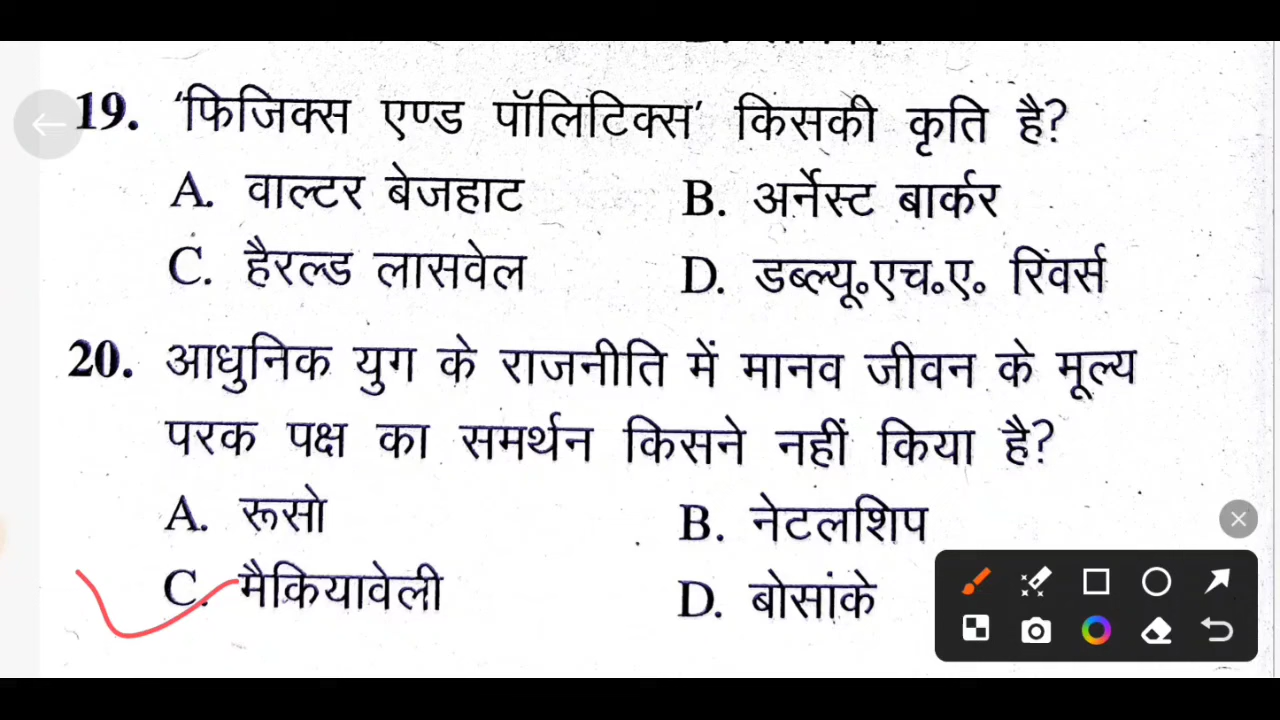 19. ‘फिजिक्स एण्ड पॉलिटिक्स’ किसकी कृति है?
A. वाल्टर बेजहाट B. अर्नेस्ट बार्कर
C. हैरल्ड लासवेल D. डब्ल्यू॰एच॰ए॰ रिवर्स
20. आधुनिक युग के राजनीति में मानव जीवन के मूल्य
परक पक्ष का समर्थन किसने नहीं किया है?
A. रूसो B. नेटलशिप
C. मैकियावेली D. बोसांके